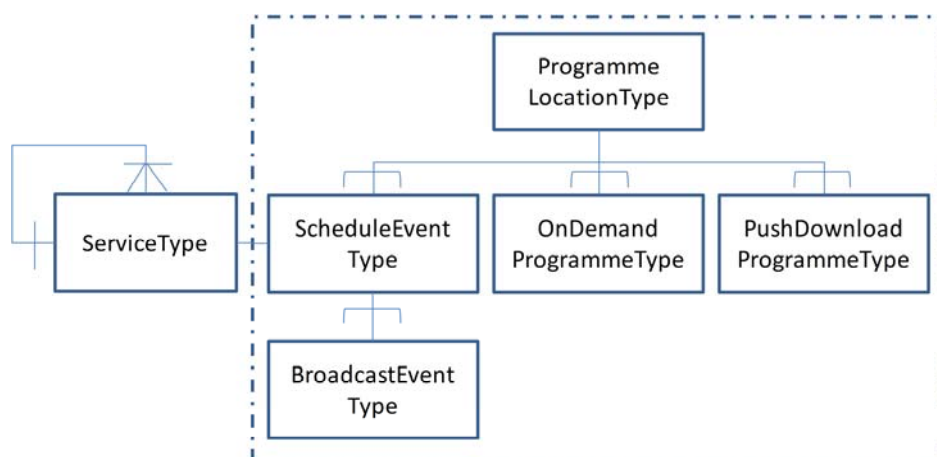 Programme
LocationType
ServiceType
ScheduleEvent
Type
OnDemand
ProgrammeType
PushDownload
ProgrammeType
BroadcastEvent
Type